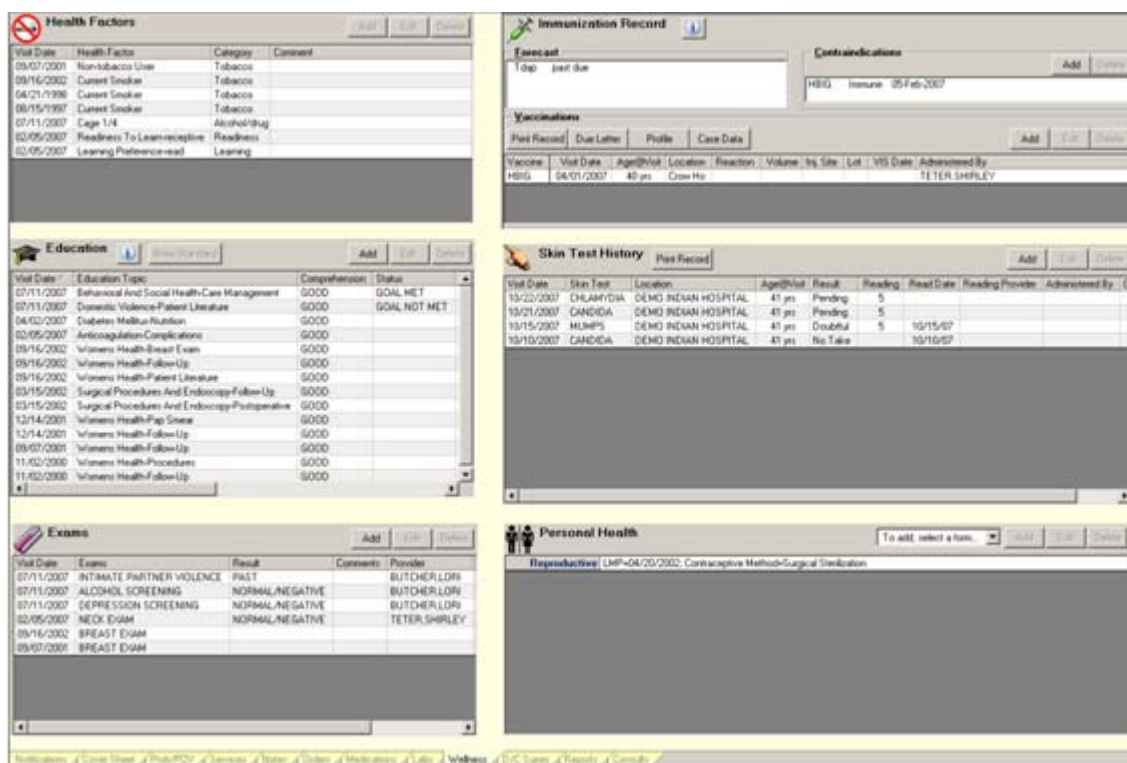 Health Factors
Add Edit Delete
Visit Date Health Factor Category Comment
09/07/2001 Non-tobacco User Tobacco
09/16/2002 Current Smoker Tobacco
04/21/1998 Current Smoker Tobacco
08/15/1997 Current Smoker Tobacco
07/11/2007 Cage 1/4 Alcohol/drug
02/05/2007 Readiness To Learn-receptive Readiness
02/05/2007 Learning Preference-read Learning
Immunization Record
Forecast
Tdap past due
Contraindications
Add Delete
HBIG Immune 05-Feb-2007
Vaccinations
Print Record Due Letter Profile Case Data Add Edit Delete
Vaccine Visit Date Age@Visit Location Reaction Volume Inj. Site Lot VIS Date Administered By
HBIG 04/01/2007 40 yrs Crow Ho TETER,SHIRLEY
Education
Show Standard Add Edit Delete
Visit Date Education Topic Comprehension Status
07/11/2007 Behavioral And Social Health-Care Management GOOD GOAL MET
07/11/2007 Domestic Violence-Patient Literature GOOD GOAL NOT MET
04/02/2007 Diabetes Mellitus-Nutrition GOOD
02/05/2007 Anticoagulation-Complications GOOD
09/16/2002 Womens Health-Breast Exam GOOD
09/16/2002 Womens Health-Follow-Up GOOD
09/16/2002 Womens Health-Patient Literature GOOD
03/15/2002 Surgical Procedures And Endoscopy-Follow-Up GOOD
03/15/2002 Surgical Procedures And Endoscopy-Postoperative GOOD
12/14/2001 Womens Health-Pap Smear GOOD
12/14/2001 Womens Health-Follow-Up GOOD
09/07/2001 Womens Health-Follow-Up GOOD
11/02/2000 Womens Health-Procedures GOOD
11/02/2000 Womens Health-Follow-Up GOOD
Skin Test History
Print Record Add Edit Delete
Visit Date Skin Test Location Age@Visit Result Reading Read Date Reading Provider Administered By
10/22/2007 CHLAMYDIA DEMO INDIAN HOSPITAL 41 yrs Pending 5
10/21/2007 CANDIDA DEMO INDIAN HOSPITAL 41 yrs Pending 5
10/15/2007 MUMPS DEMO INDIAN HOSPITAL 41 yrs Doubtful 5 10/15/07
10/10/2007 CANDIDA DEMO INDIAN HOSPITAL 41 yrs No Take 10/10/07
Exams
Add Edit Delete
Visit Date Exams Result Comments Provider
07/11/2007 INTIMATE PARTNER VIOLENCE PAST BUTCHER,LORI
07/11/2007 ALCOHOL SCREENING NORMAL/NEGATIVE BUTCHER,LORI
07/11/2007 DEPRESSION SCREENING NORMAL/NEGATIVE BUTCHER,LORI
02/05/2007 NECK EXAM NORMAL/NEGATIVE TETER,SHIRLEY
09/16/2002 BREAST EXAM
09/07/2001 BREAST EXAM
Personal Health
To add, select a form... Add Edit Delete
Reproductive LMP=04/20/2002; Contraceptive Method=Surgical Sterilization
Notifications Cover Sheet Prob/POV Services Notes Orders Medications Labs Wellness D/C Summ Reports Consults